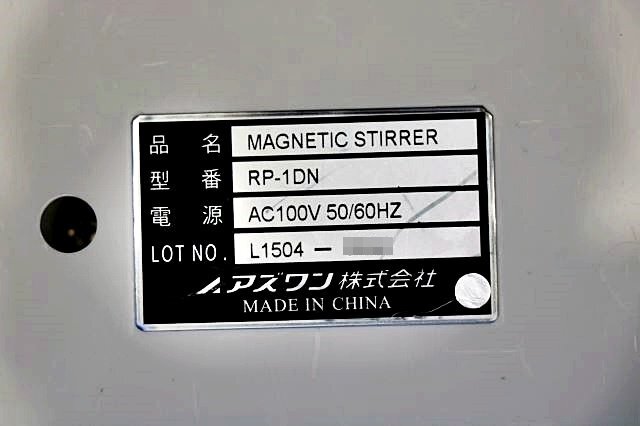 品名 MAGNETIC STIRRER
型番 RP-1DN
電源 AC100V 50/60HZ
LOT NO. L1504 －
アズワン株式会社
MADE IN CHINA